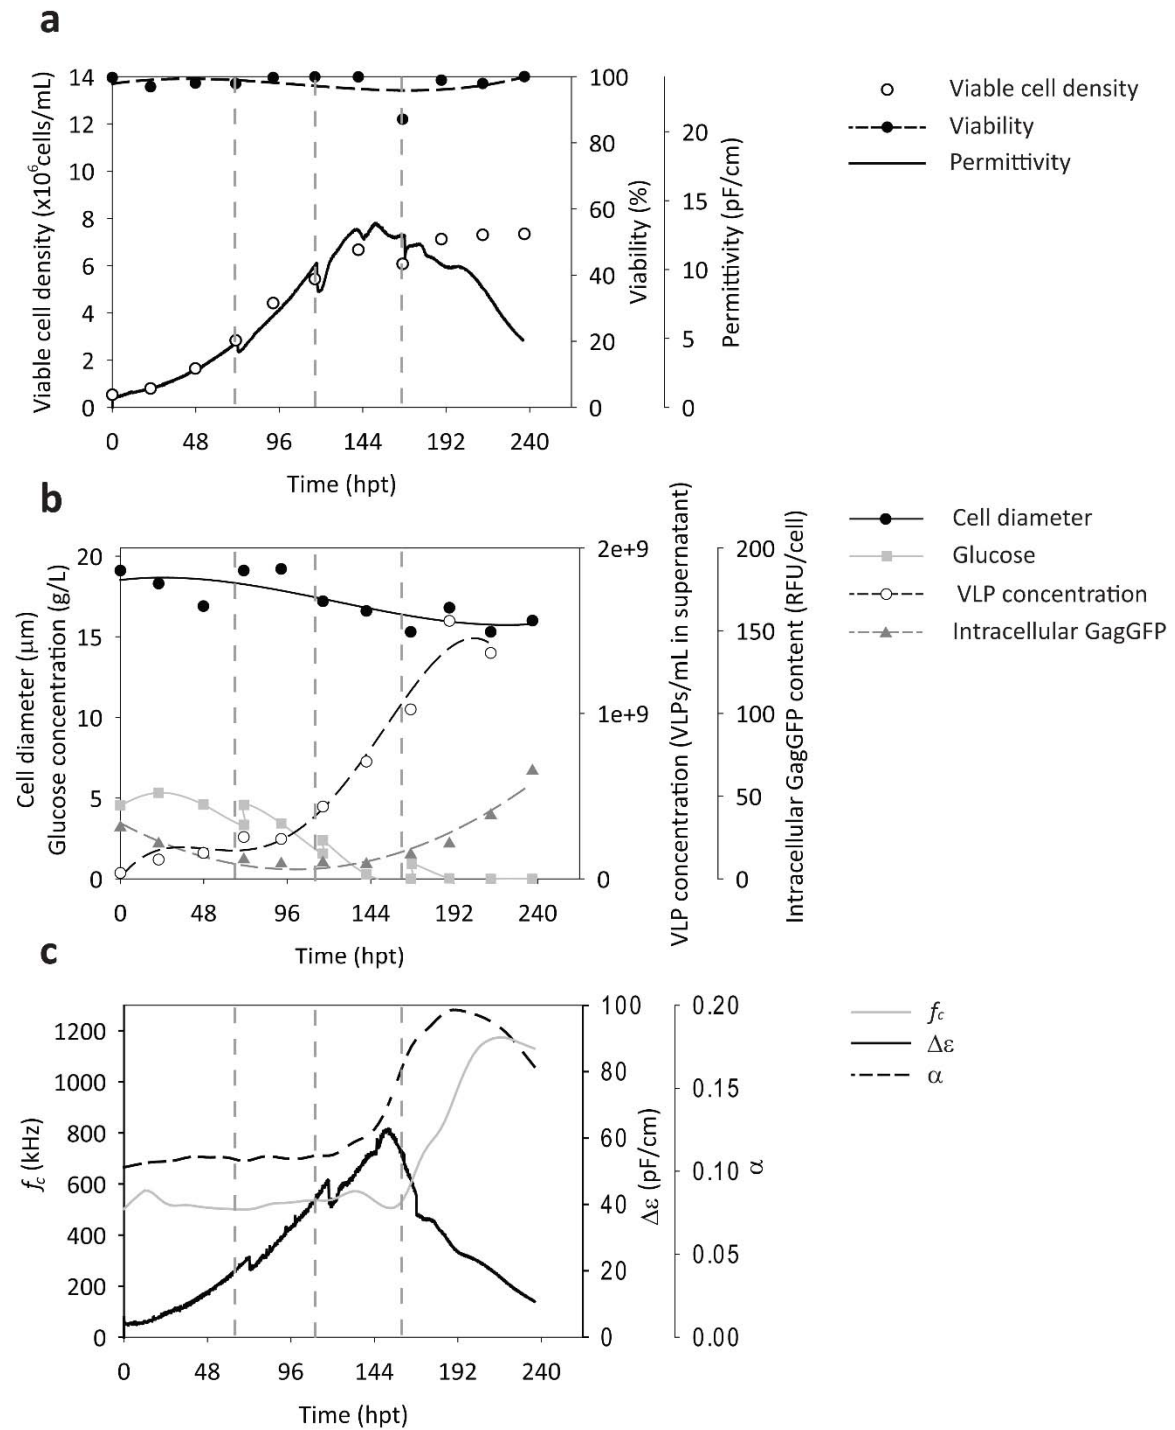 a
Viable cell density (x10⁶cells/mL)
14
12
10
8
6
4
2
0
0 48 96 144 192 240
Time (hpt)
100
80
60
40
20
0
Viability (%)
20
15
10
5
0
Permittivity (pF/cm)
Viable cell density
Viability
Permittivity
b
Cell diameter (µm)
Glucose concentration (g/L)
20
15
10
5
0
0 48 96 144 192 240
Time (hpt)
2e+9
1e+9
0
VLP concentration (VLPs/mL in supernatant)
200
150
100
50
0
Intracellular GagGFP content (RFU/cell)
Cell diameter
Glucose
VLP concentration
Intracellular GagGFP
c
fc (kHz)
1200
1000
800
600
400
200
0
0 48 96 144 192 240
Time (hpt)
100
80
60
40
20
0
Δε (pF/cm)
0.20
0.15
0.10
0.05
0.00
α
fc
Δε
α